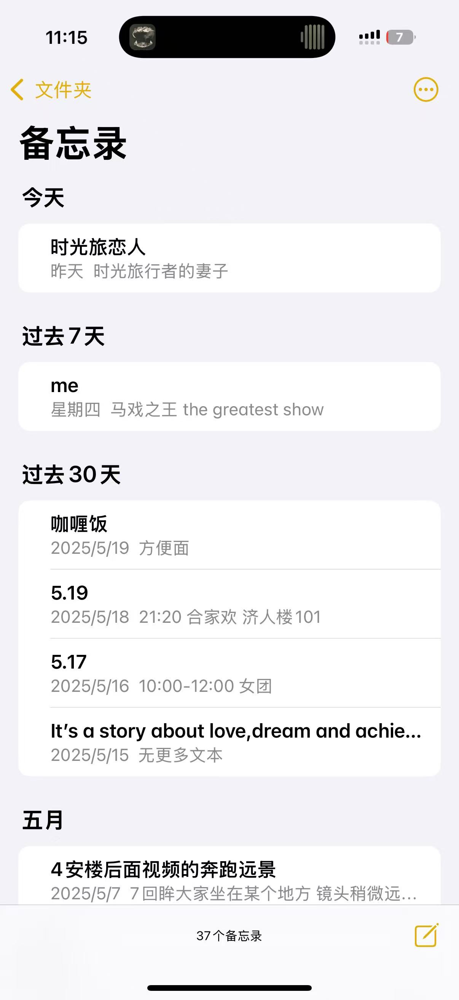 11:15
7
文件夹
备忘录
今天
时光旅恋人
昨天 时光旅行者的妻子
过去7天
me
星期四 马戏之王 the greatest show
过去30天
咖喱饭
2025/5/19 方便面
5.19
2025/5/18 21:20 合家欢 济人楼101
5.17
2025/5/16 10:00-12:00 女团
It’s a story about love,dream and achie...
2025/5/15 无更多文本
五月
4安楼后面视频的奔跑远景
2025/5/7 7回眸大家坐在某个地方 镜头稍微远...
37个备忘录